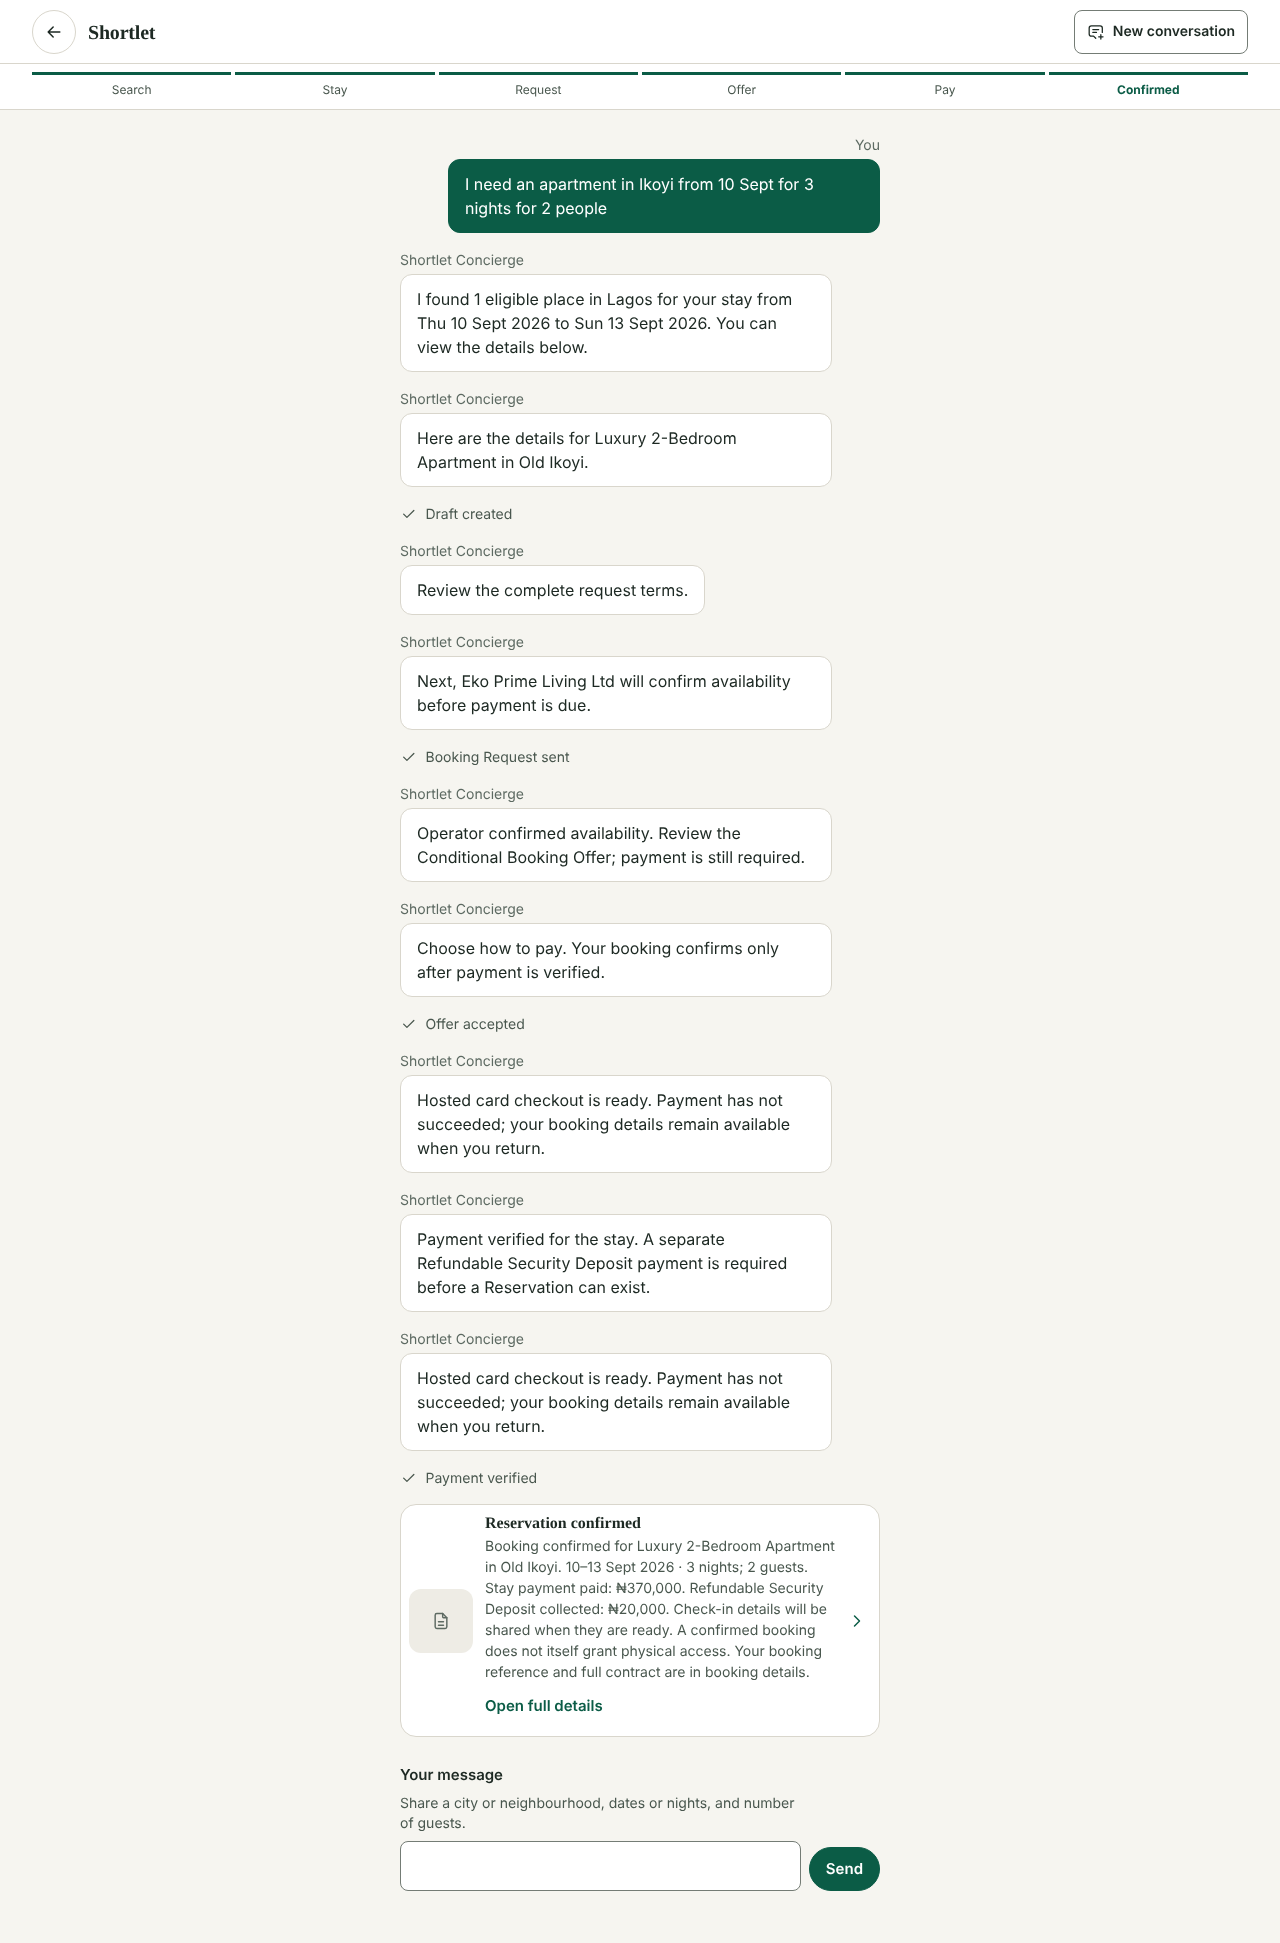 Shortlet
New conversation
Search
Stay
Request
Offer
Pay
Confirmed
You
I need an apartment in Ikoyi from 10 Sept for 3
nights for 2 people
Shortlet Concierge
I found 1 eligible place in Lagos for your stay from
Thu 10 Sept 2026 to Sun 13 Sept 2026. You can
view the details below.
Shortlet Concierge
Here are the details for Luxury 2-Bedroom
Apartment in Old Ikoyi.
Draft created
Shortlet Concierge
Review the complete request terms.
Shortlet Concierge
Next, Eko Prime Living Ltd will confirm availability
before payment is due.
Booking Request sent
Shortlet Concierge
Operator confirmed availability. Review the
Conditional Booking Offer; payment is still required.
Shortlet Concierge
Choose how to pay. Your booking confirms only
after payment is verified.
Offer accepted
Shortlet Concierge
Hosted card checkout is ready. Payment has not
succeeded; your booking details remain available
when you return.
Shortlet Concierge
Payment verified for the stay. A separate
Refundable Security Deposit payment is required
before a Reservation can exist.
Shortlet Concierge
Hosted card checkout is ready. Payment has not
succeeded; your booking details remain available
when you return.
Payment verified
Reservation confirmed
Booking confirmed for Luxury 2-Bedroom Apartment
in Old Ikoyi. 10–13 Sept 2026 · 3 nights; 2 guests.
Stay payment paid: ₦370,000. Refundable Security
Deposit collected: ₦20,000. Check-in details will be
shared when they are ready. A confirmed booking
does not itself grant physical access. Your booking
reference and full contract are in booking details.
Open full details
Your message
Share a city or neighbourhood, dates or nights, and number
of guests.
Send